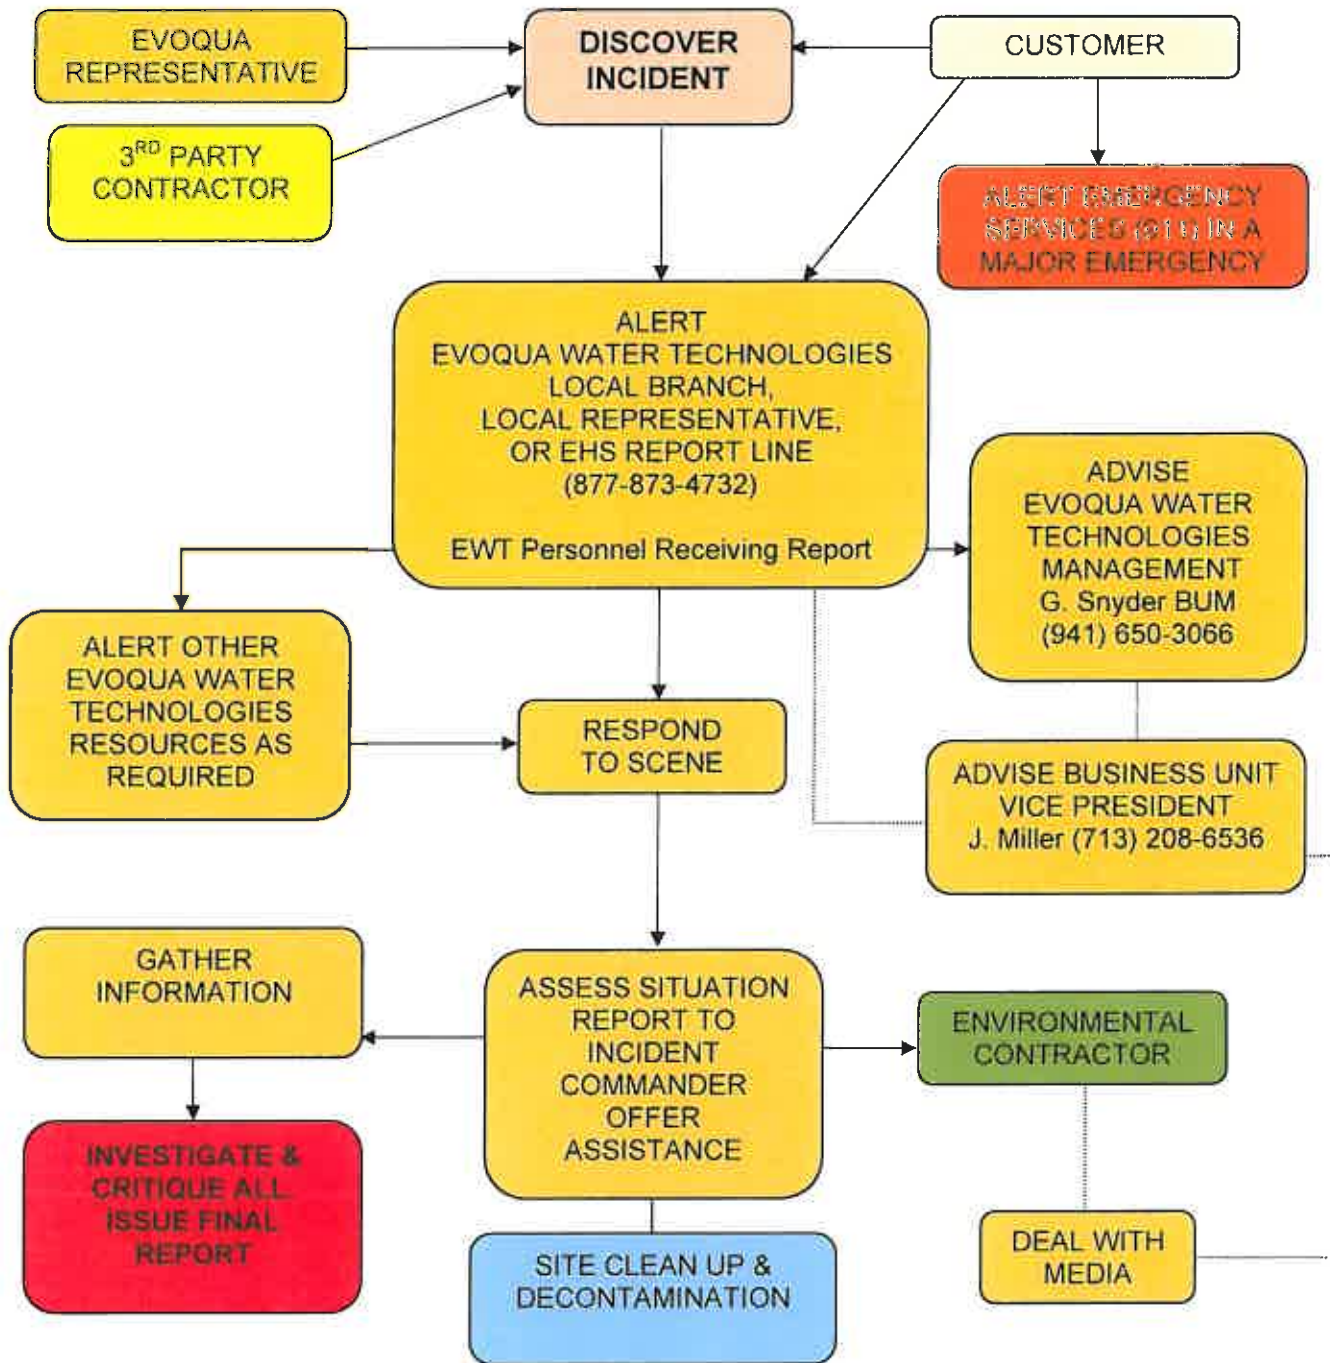 EVOQUA
REPRESENTATIVE
DISCOVER
INCIDENT
CUSTOMER
3RD PARTY
CONTRACTOR
ALERT EMERGENCY
SERVICES (911) IN A
MAJOR EMERGENCY
ALERT
EVOQUA WATER TECHNOLOGIES
LOCAL BRANCH,
LOCAL REPRESENTATIVE,
OR EHS REPORT LINE
(877-873-4732)
EWT Personnel Receiving Report
ADVISE
EVOQUA WATER
TECHNOLOGIES
MANAGEMENT
G. Snyder BUM
(941) 650-3066
ALERT OTHER
EVOQUA WATER
TECHNOLOGIES
RESOURCES AS
REQUIRED
RESPOND
TO SCENE
ADVISE BUSINESS UNIT
VICE PRESIDENT
J. Miller (713) 208-6536
GATHER
INFORMATION
ASSESS SITUATION
REPORT TO
INCIDENT
COMMANDER
OFFER
ASSISTANCE
ENVIRONMENTAL
CONTRACTOR
INVESTIGATE &
CRITIQUE ALL
ISSUE FINAL
REPORT
SITE CLEAN UP &
DECONTAMINATION
DEAL WITH
MEDIA